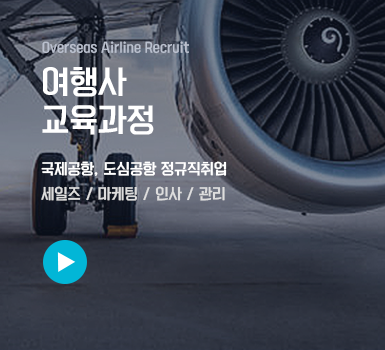 Overseas Airline Recruit
여행사
교육과정
국제공항, 도심공항 정규직취업
세일즈 / 마케팅 / 인사 / 관리